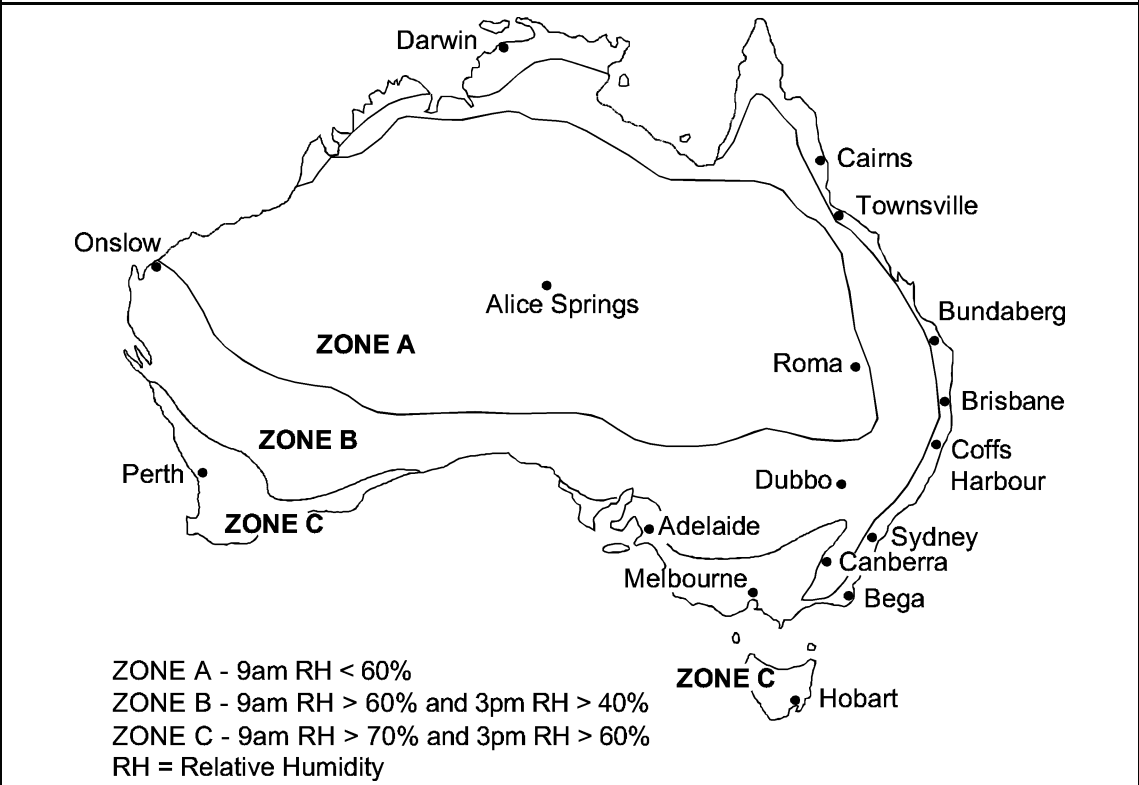 Darwin
Cairns
Townsville
Onslow
Alice Springs
Bundaberg
ZONE A
Roma
Brisbane
ZONE B
Coffs
Harbour
Perth
Dubbo
ZONE C
Adelaide
Sydney
Canberra
Melbourne
Bega
ZONE C
Hobart
ZONE A - 9am RH < 60%
ZONE B - 9am RH > 60% and 3pm RH > 40%
ZONE C - 9am RH > 70% and 3pm RH > 60%
RH = Relative Humidity